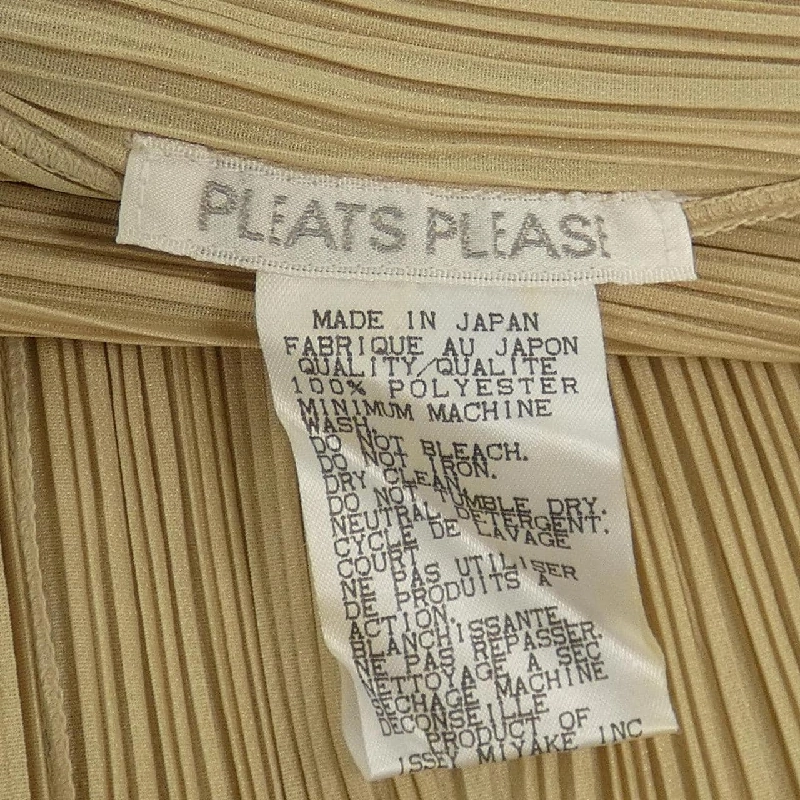 PLEATS PLEASE
MADE IN JAPAN
FABRIQUE AU JAPON
QUALITY/QUALITE
100% POLYESTER
MINIMUM MACHINE
WASH.
DO NOT BLEACH.
DO NOT IRON.
DRY CLEAN.
DO NOT TUMBLE DRY.
NEUTRAL DETERGENT.
CYCLE DE LAVAGE
COURT
NE PAS UTILISER
DE PRODUITS A
ACTION.
BLANCHISSANTE.
NE PAS REPASSER.
NETTOYAGE A SEC
SECHAGE MACHINE
DECONSEILLE
PRODUCT OF
ISSEY MIYAKE INC